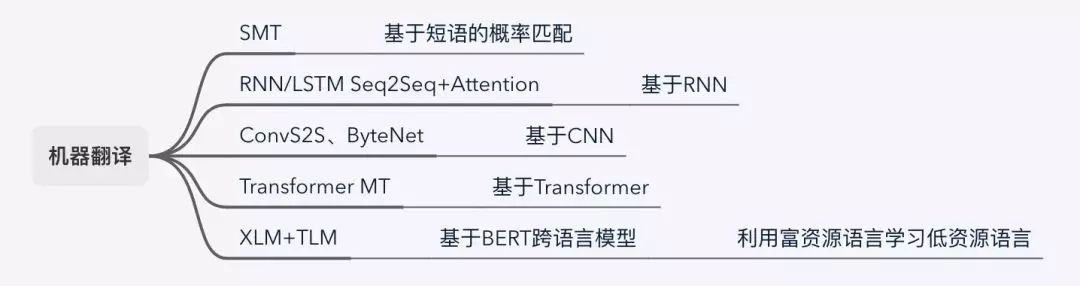 SMT 基于短语的概率匹配
RNN/LSTM Seq2Seq+Attention 基于RNN
ConvS2S、ByteNet 基于CNN
机器翻译
Transformer MT 基于Transformer
XLM+TLM 基于BERT跨语言模型 利用富资源语言学习低资源语言